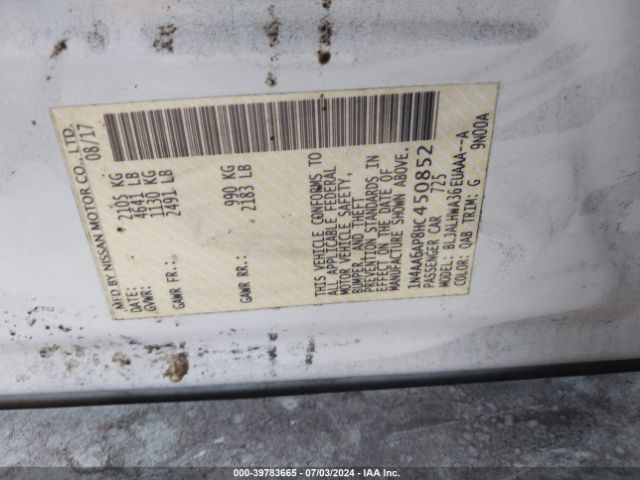 MFD BY NISSAN MOTOR CO., LTD.
DATE: 08/17
GVWR: 2105 KG
4641 LB
GAWR FR.: 1130 KG
2491 LB
GAWR RR.: 990 KG
2183 LB
THIS VEHICLE CONFORMS TO
ALL APPLICABLE FEDERAL
MOTOR VEHICLE SAFETY,
BUMPER, AND THEFT
PREVENTION STANDARDS IN
EFFECT ON THE DATE OF
MANUFACTURE SHOWN ABOVE.
1N4AA6AP8HC450852
PASSENGER CAR 725
MODEL: BLJALHWA36EUAAA--A
COLOR: QAB TRIM: G 9N00A
000-39783665 - 07/03/2024 - IAA Inc.